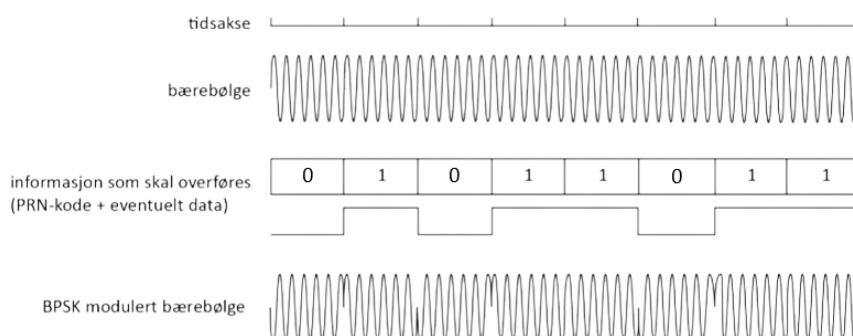 tidsakse
bærebølge
0 1 0 1 1 0 1 1
informasjon som skal overføres
(PRN-kode + eventuelt data)
BPSK modulert bærebølge